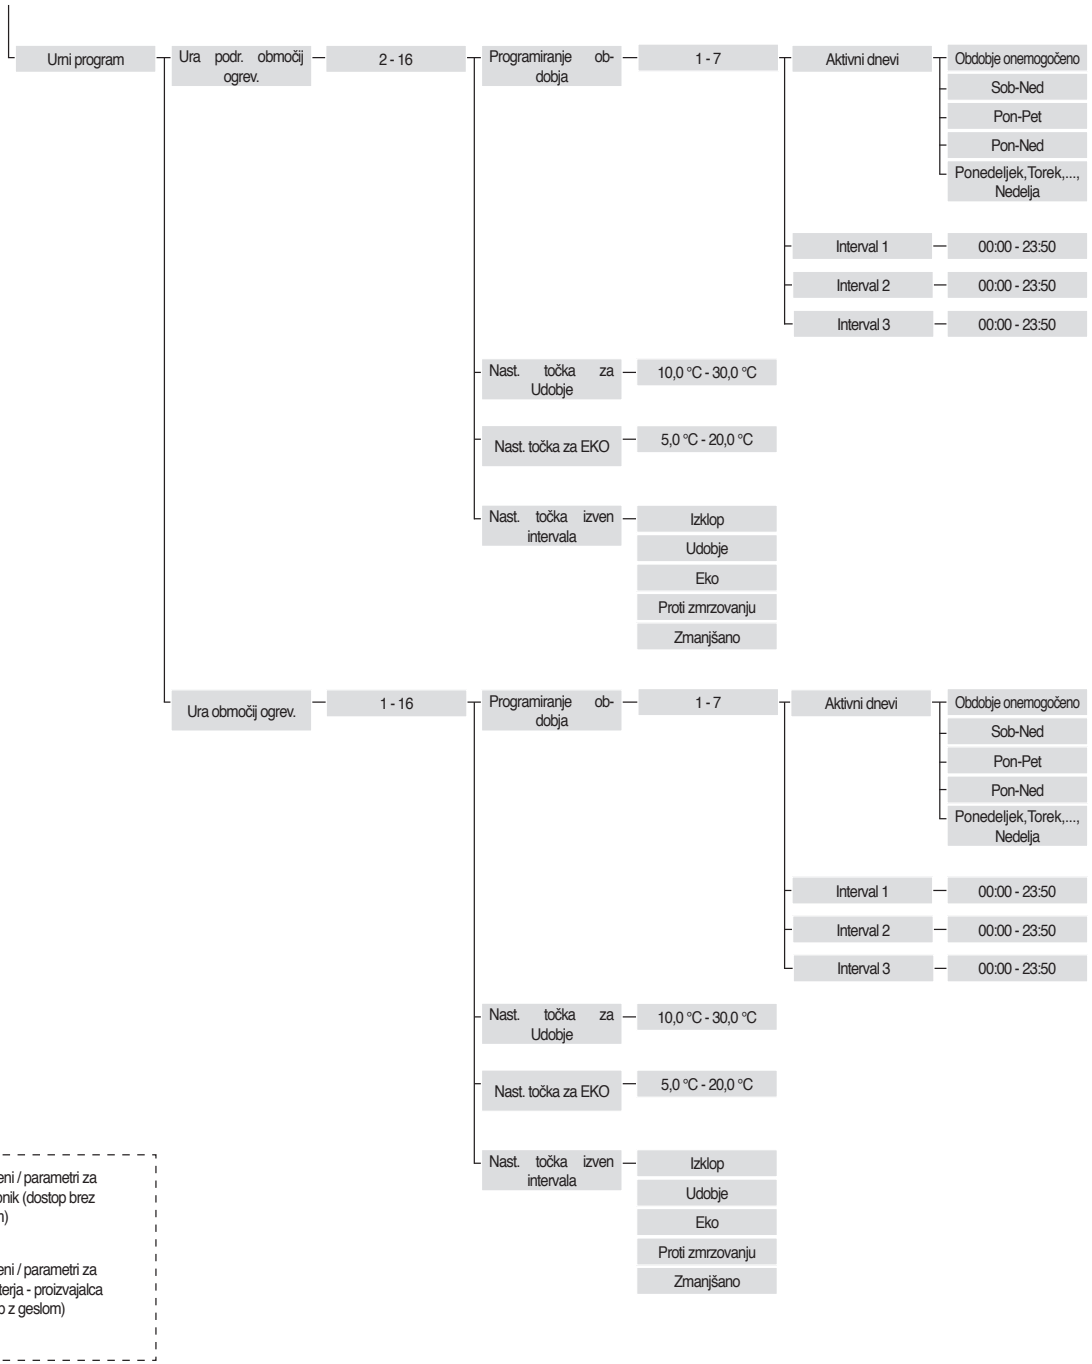 Urni program
Ura podr. območij
ogrev.
2 - 16
Programiranje ob-
dobja
1 - 7
Aktivni dnevi
Obdobje onemogočeno
Sob-Ned
Pon-Pet
Pon-Ned
Ponedeljek,Torek,...,
Nedelja
Interval 1
00:00 - 23:50
Interval 2
00:00 - 23:50
Interval 3
00:00 - 23:50
Nast. točka za
Udobje
10,0 °C - 30,0 °C
Nast. točka za EKO
5,0 °C - 20,0 °C
Nast. točka izven
intervala
Izklop
Udobje
Eko
Proti zmrzovanju
Zmanjšano
Ura območij ogrev.
1 - 16
Programiranje ob-
dobja
1 - 7
Aktivni dnevi
Obdobje onemogočeno
Sob-Ned
Pon-Pet
Pon-Ned
Ponedeljek,Torek,...,
Nedelja
Interval 1
00:00 - 23:50
Interval 2
00:00 - 23:50
Interval 3
00:00 - 23:50
Nast. točka za
Udobje
10,0 °C - 30,0 °C
Nast. točka za EKO
5,0 °C - 20,0 °C
Nast. točka izven
intervala
Izklop
Udobje
Eko
Proti zmrzovanju
Zmanjšano
/ parametri za
(dostop brez
/ parametri za
- proizvajalca
z geslom)